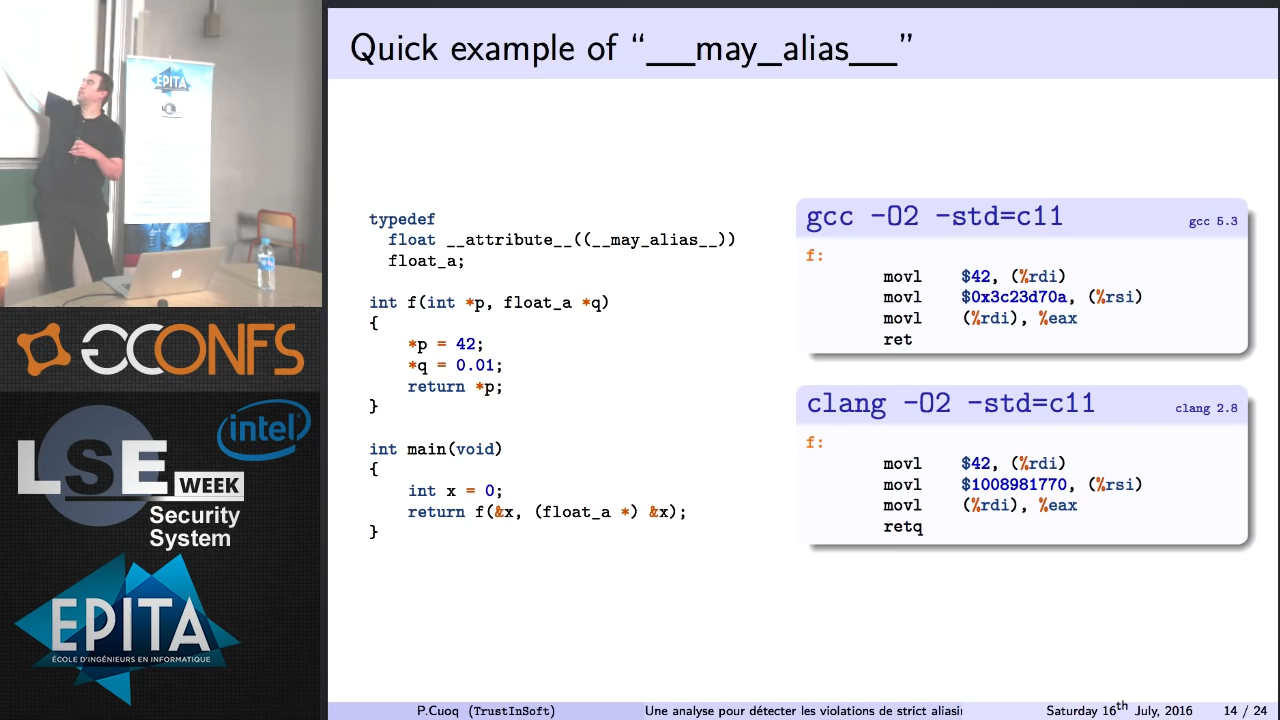 Quick example of “__may_alias__”
typedef
float __attribute__((__may_alias__))
float_a;
int f(int *p, float_a *q)
{
*p = 42;
*q = 0.01;
return *p;
}
int main(void)
{
int x = 0;
return f(&x, (float_a *) &x);
}
gcc -O2 -std=c11 gcc 5.3
f:
movl $42, (%rdi)
movl $0x3c23d70a, (%rsi)
movl (%rdi), %eax
ret
clang -O2 -std=c11 clang 2.8
f:
movl $42, (%rdi)
movl $1008981770, (%rsi)
movl (%rdi), %eax
retq
P.Cuoq (TrustInSoft) Une analyse pour détecter les violations de strict aliasi Saturday 16th July, 2016 14 / 24
EPITA
LSE
GCONFS
intel
LSE
WEEK
Security
System
EPITA
ÉCOLE D'INGÉNIEURS EN INFORMATIQUE